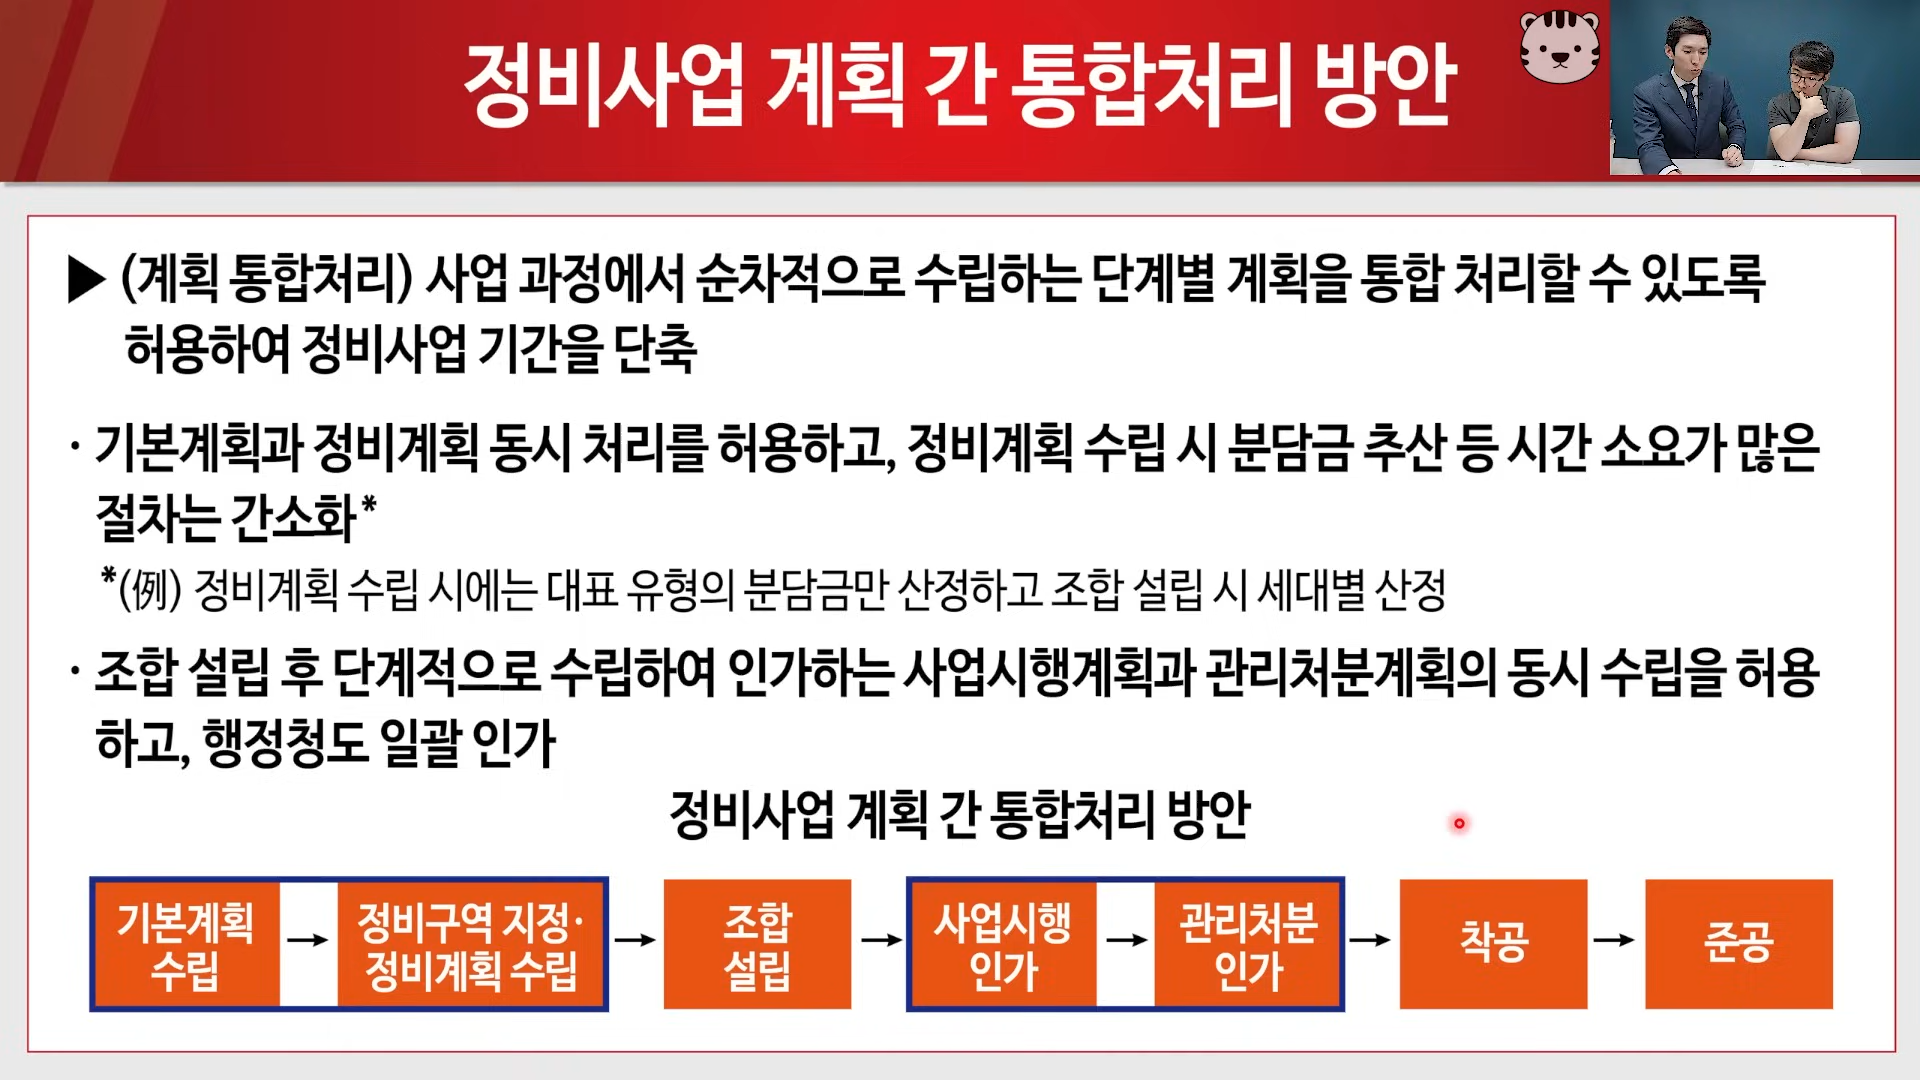 정비사업 계획 간 통합처리 방안
▶ (계획 통합처리) 사업 과정에서 순차적으로 수립하는 단계별 계획을 통합 처리할 수 있도록
허용하여 정비사업 기간을 단축
· 기본계획과 정비계획 동시 처리를 허용하고, 정비계획 수립 시 분담금 추산 등 시간 소요가 많은
절차는 간소화*
*(例) 정비계획 수립 시에는 대표 유형의 분담금만 산정하고 조합 설립 시 세대별 산정
· 조합 설립 후 단계적으로 수립하여 인가하는 사업시행계획과 관리처분계획의 동시 수립을 허용
하고, 행정청도 일괄 인가
정비사업 계획 간 통합처리 방안
기본계획
수립
정비구역 지정·
정비계획 수립
조합
설립
사업시행
인가
관리처분
인가
착공
준공